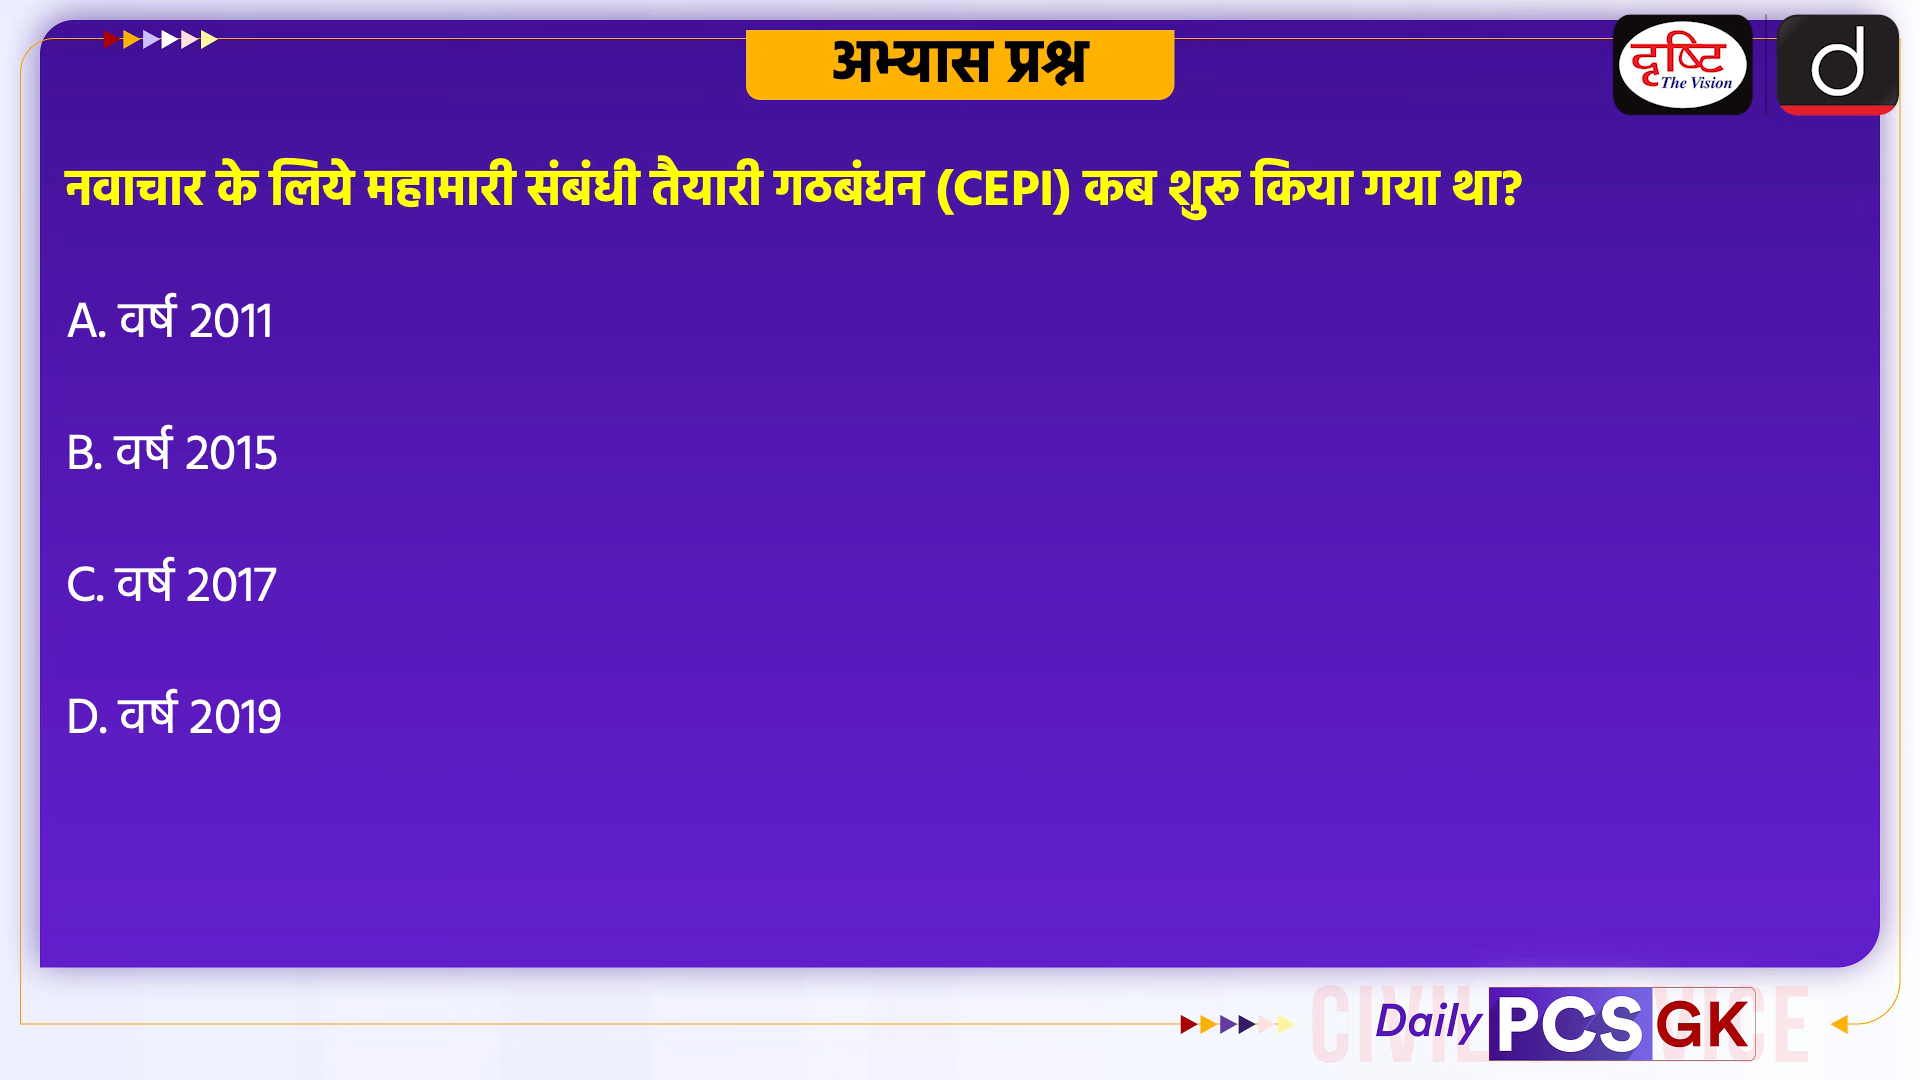 अभ्यास प्रश्न
दृष्टि
The Vision
d
नवाचार के लिये महामारी संबंधी तैयारी गठबंधन (CEPI) कब शुरू किया गया था?
A. वर्ष 2011
B. वर्ष 2015
C. वर्ष 2017
D. वर्ष 2019
Daily PCS GK